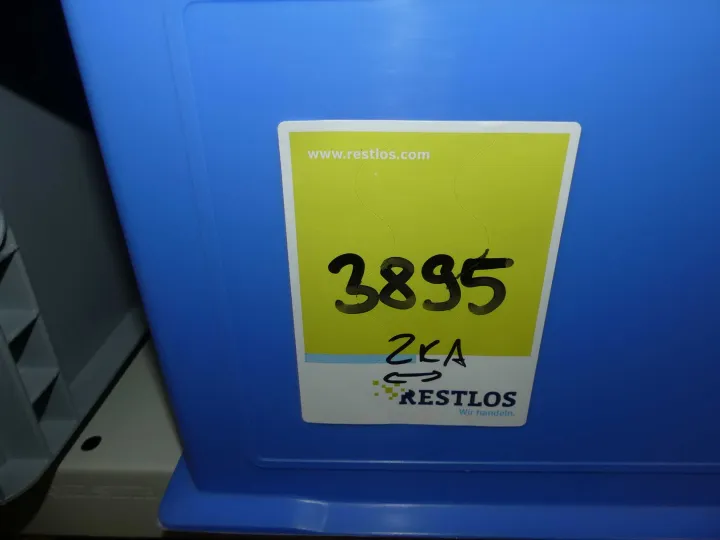 www.restlos.com
3895
2KA
RESTLOS
Wir handeln.